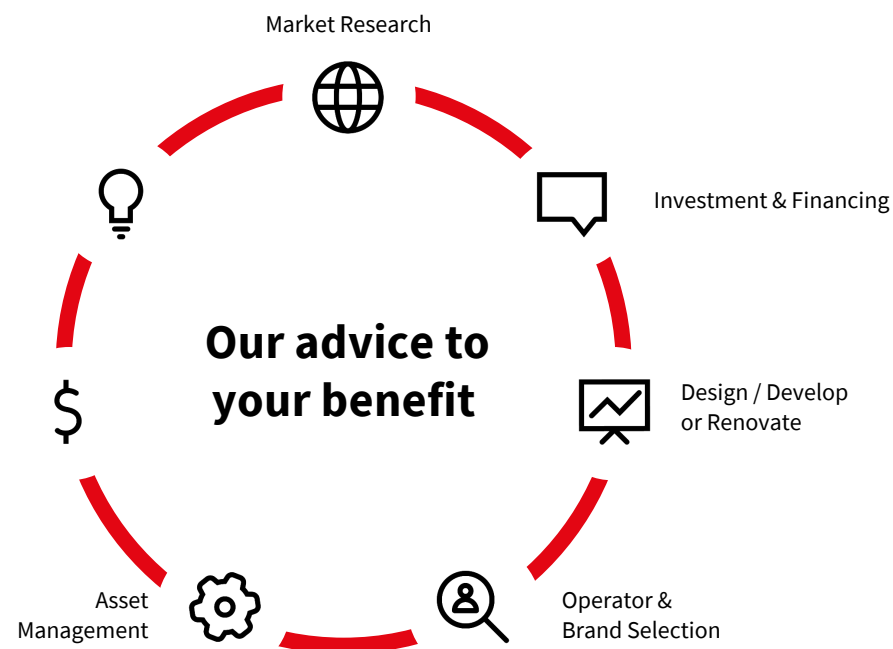 Market Research
Investment & Financing
Our advice to
your benefit
Design / Develop
or Renovate
Asset
Management
Operator &
Brand Selection